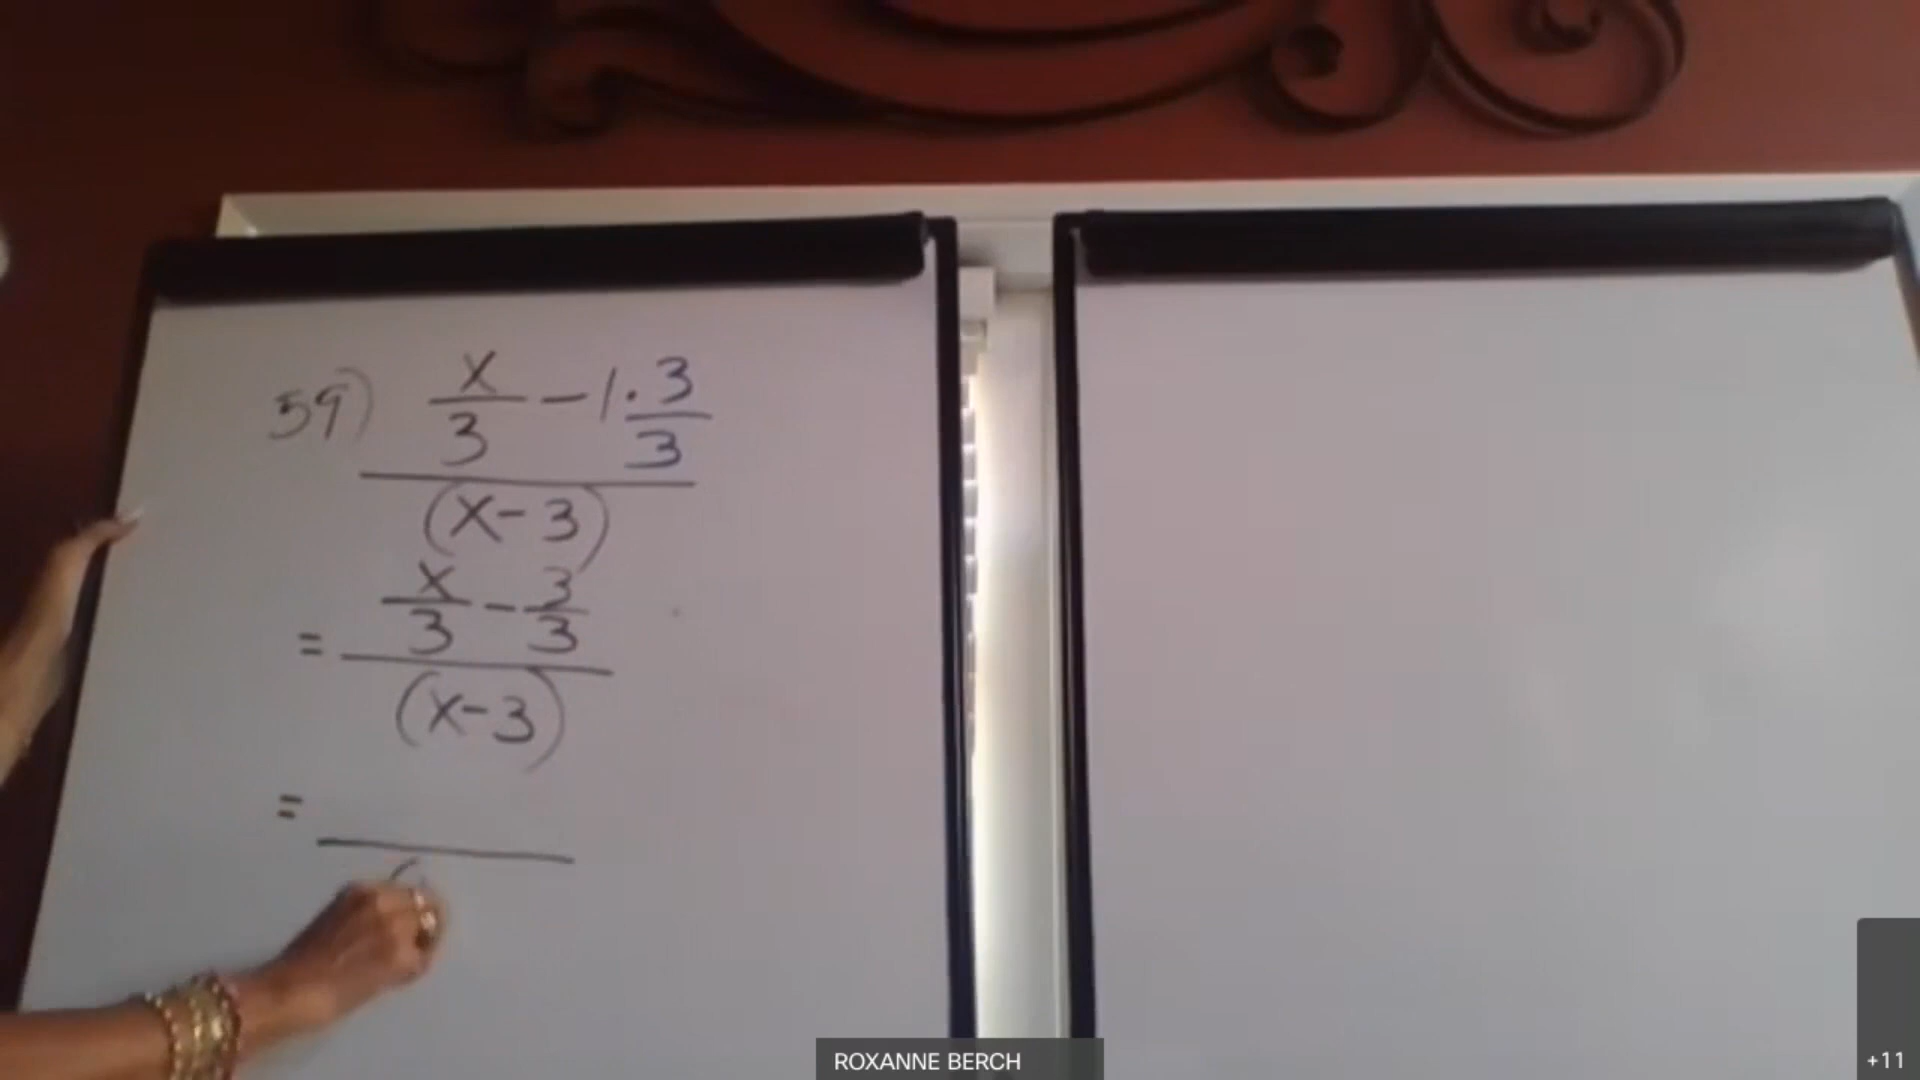 59) x/3 - 1 · 3/3
(x-3)
= x/3 - 3/3
(x-3)
=
(
ROXANNE BERCH
+11